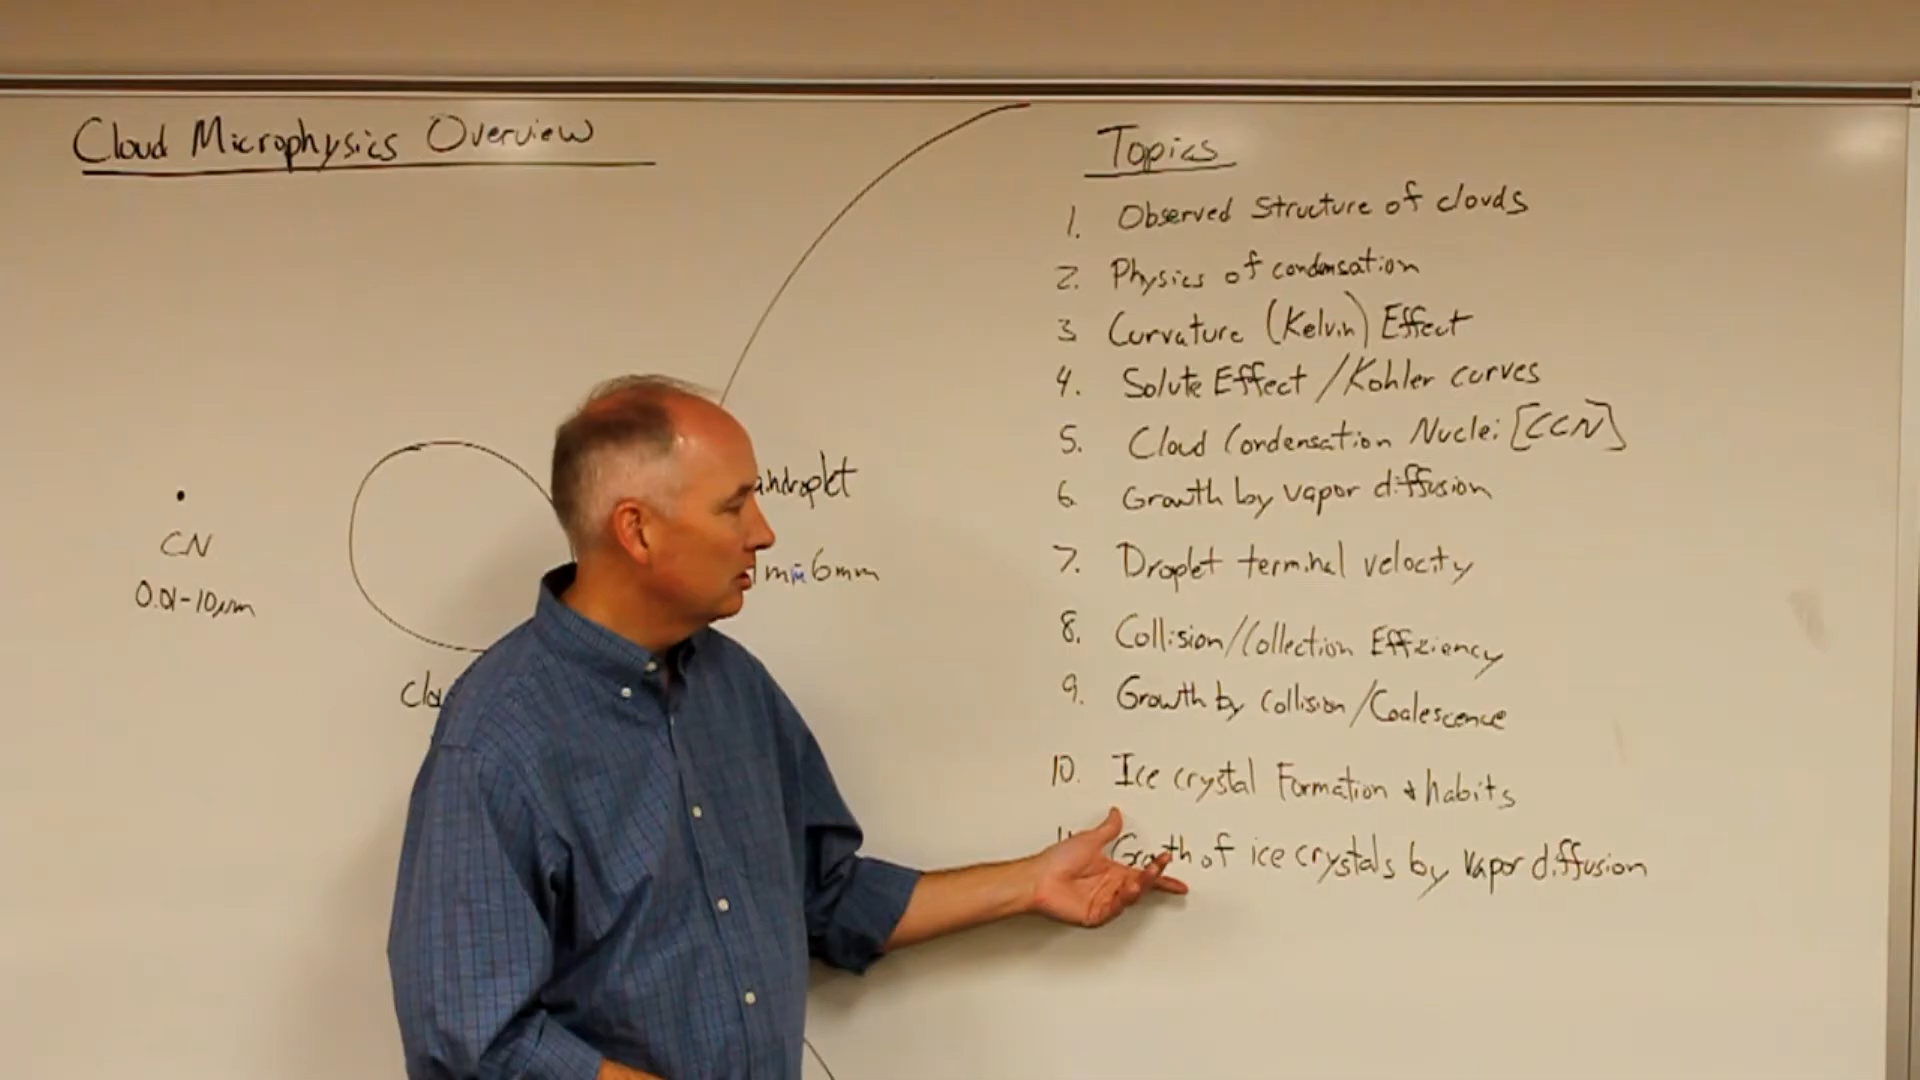 Cloud Microphysics Overview
CN
0.01-10μm
6mm
Topics
1. Observed Structure of clouds
2. Physics of condensation
3 Curvature (Kelvin) Effect
4. Solute Effect / Kohler curves
5. Cloud Condensation Nuclei [CCN]
6. Growth by vapor diffusion
7. Droplet terminal velocity
8. Collision/Collection Efficiency
9. Growth by Collision/Coalescence
10. Ice crystal Formation & habits
Growth of ice crystals by vapor diffusion